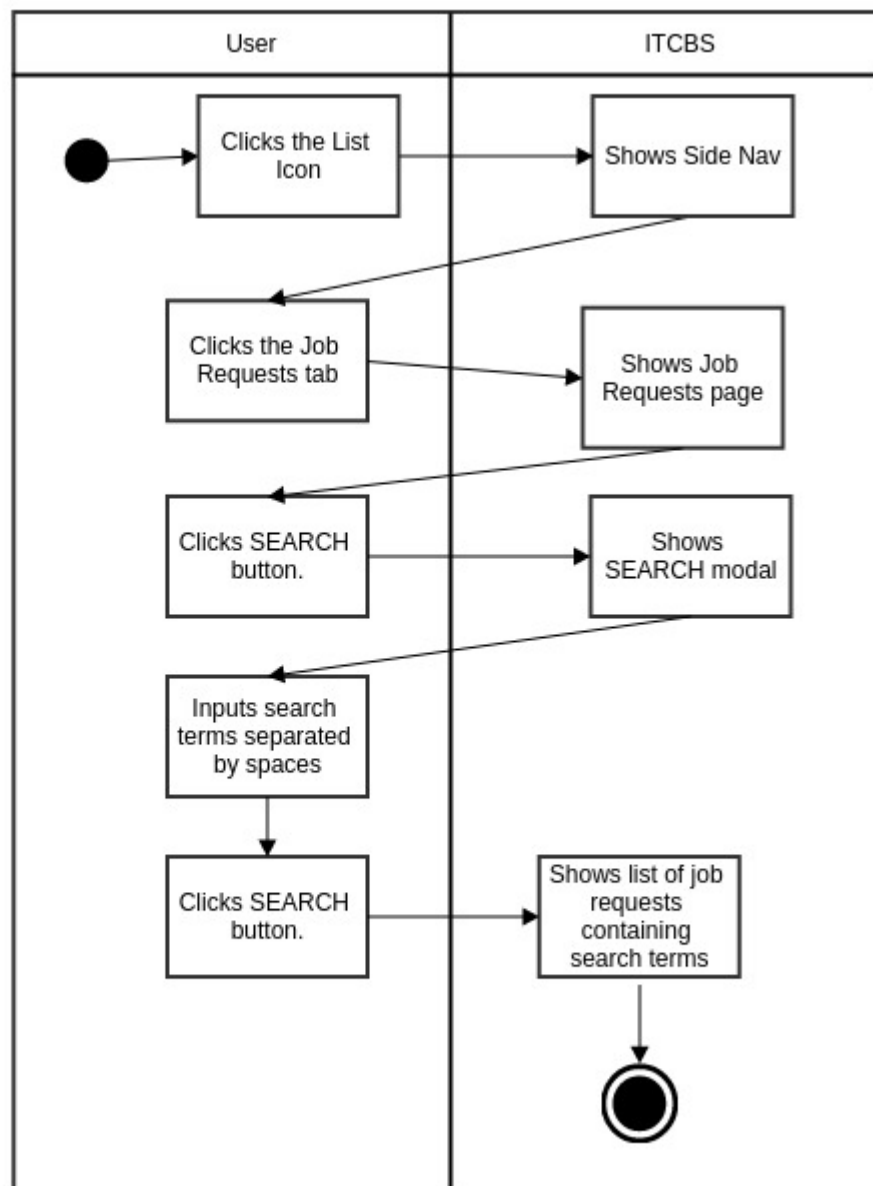 User
ITCBS
Clicks the List
Icon
Shows Side Nav
Clicks the Job
Requests tab
Shows Job
Requests page
Clicks SEARCH
button.
Shows
SEARCH modal
Inputs search
terms separated
by spaces
Clicks SEARCH
button.
Shows list of job
requests
containing
search terms